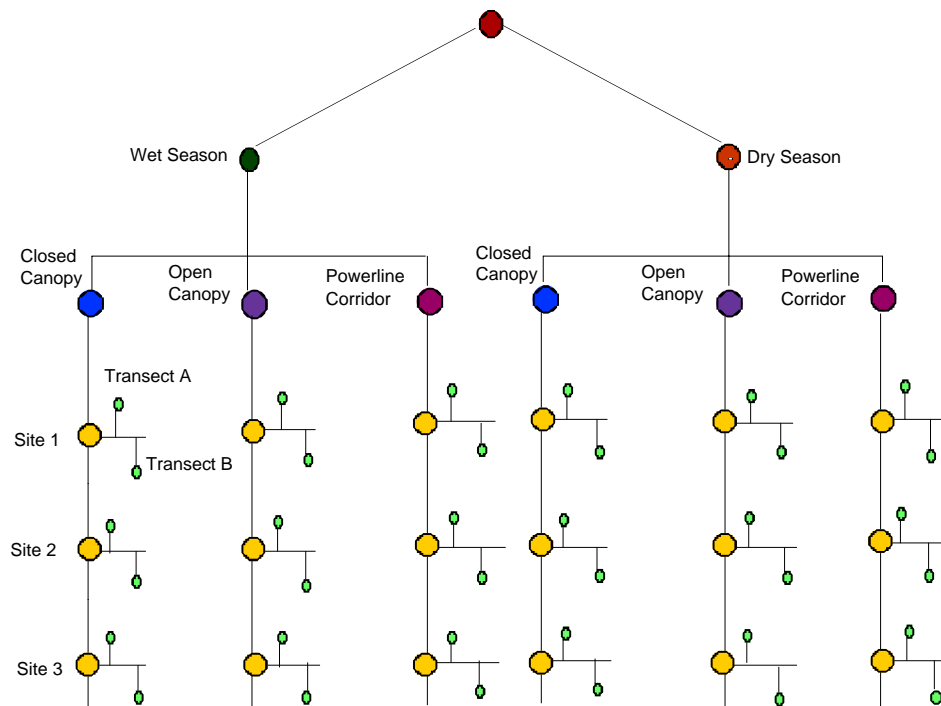 Wet Season
Dry Season
Closed
Canopy
Open
Canopy
Powerline
Corridor
Closed
Canopy
Open
Canopy
Powerline
Corridor
Transect A
Site 1
Transect B
Site 2
Site 3